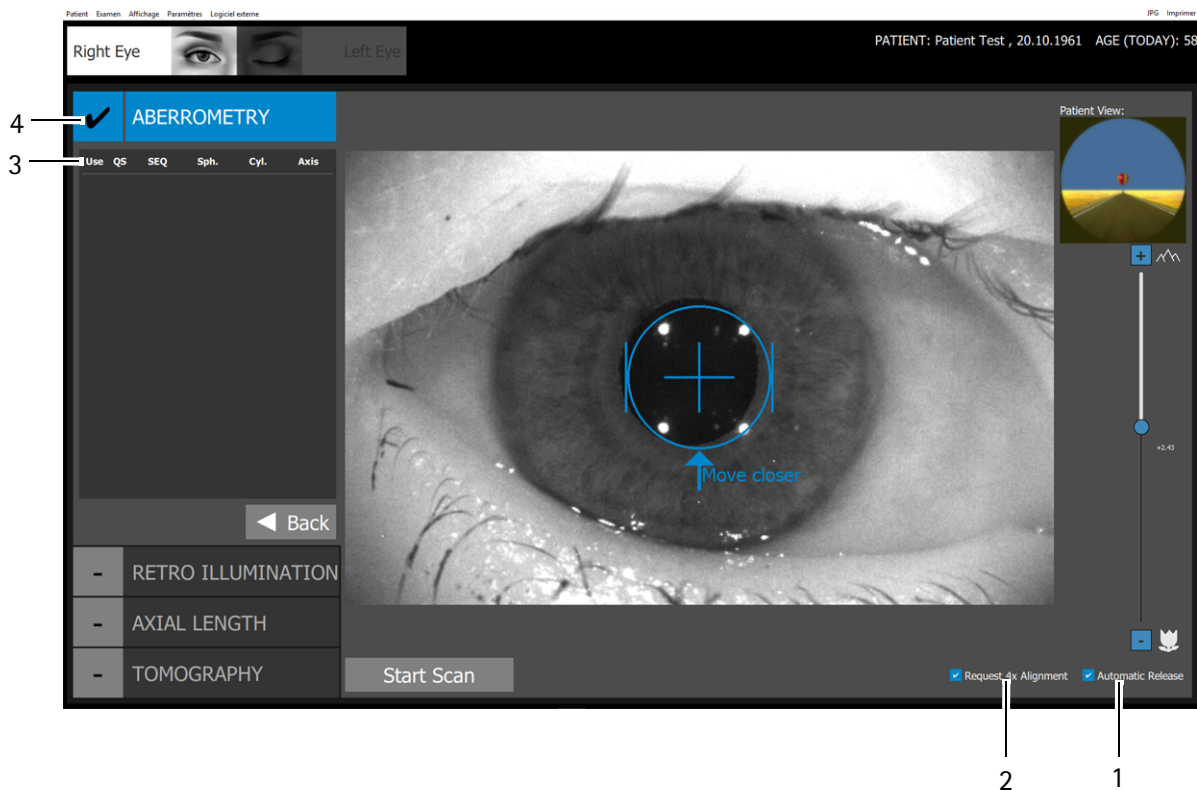 Patient Examen Affichage Paramètres Logiciel externe JPG Imprimer
Right Eye Left Eye PATIENT: Patient Test , 20.10.1961 AGE (TODAY): 58
4 ✔ ABERROMETRY
Patient View:
3 Use QS SEQ Sph. Cyl. Axis
+
Move closer
+2.43
◀ Back
- RETRO ILLUMINATION
- AXIAL LENGTH
-
- TOMOGRAPHY
Start Scan
Request 4x Alignment Automatic Release
2 1